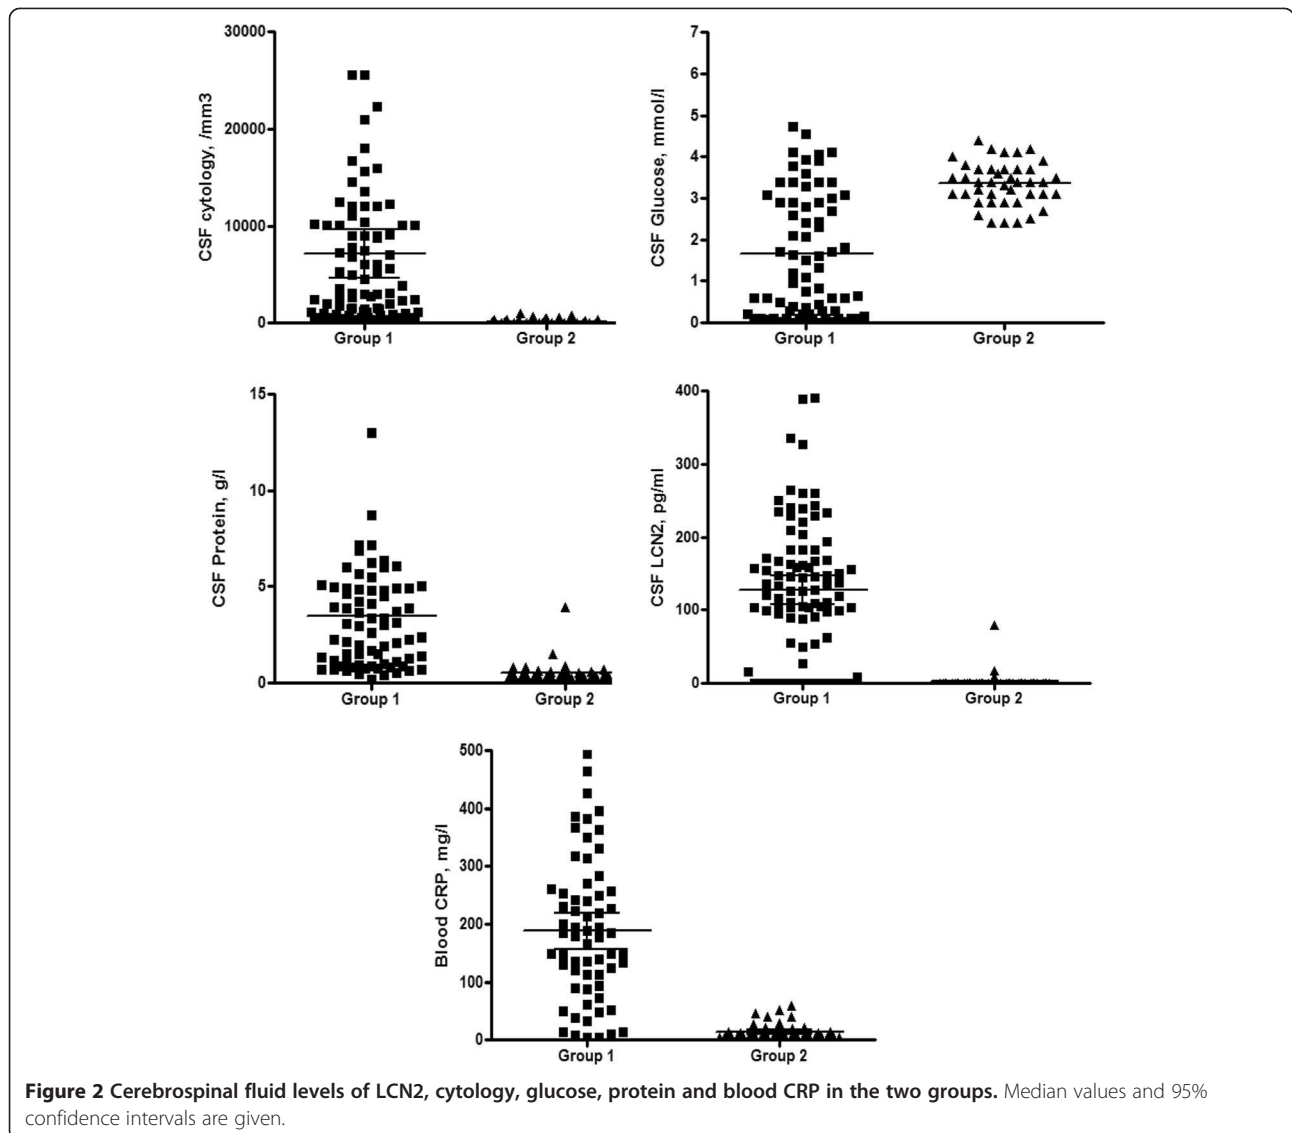 30000
20000
10000
0
CSF cytology, /mm3
Group 1
Group 2
7
6
5
4
3
2
1
0
CSF Glucose, mmol/l
Group 1
Group 2
15
10
5
0
CSF Protein, g/l
Group 1
Group 2
400
300
200
100
0
CSF LCN2, pg/ml
Group 1
Group 2
500
400
300
200
100
0
Blood CRP, mg/l
Group 1
Group 2
Figure 2 Cerebrospinal fluid levels of LCN2, cytology, glucose, protein and blood CRP in the two groups. Median values and 95%
confidence intervals are given.